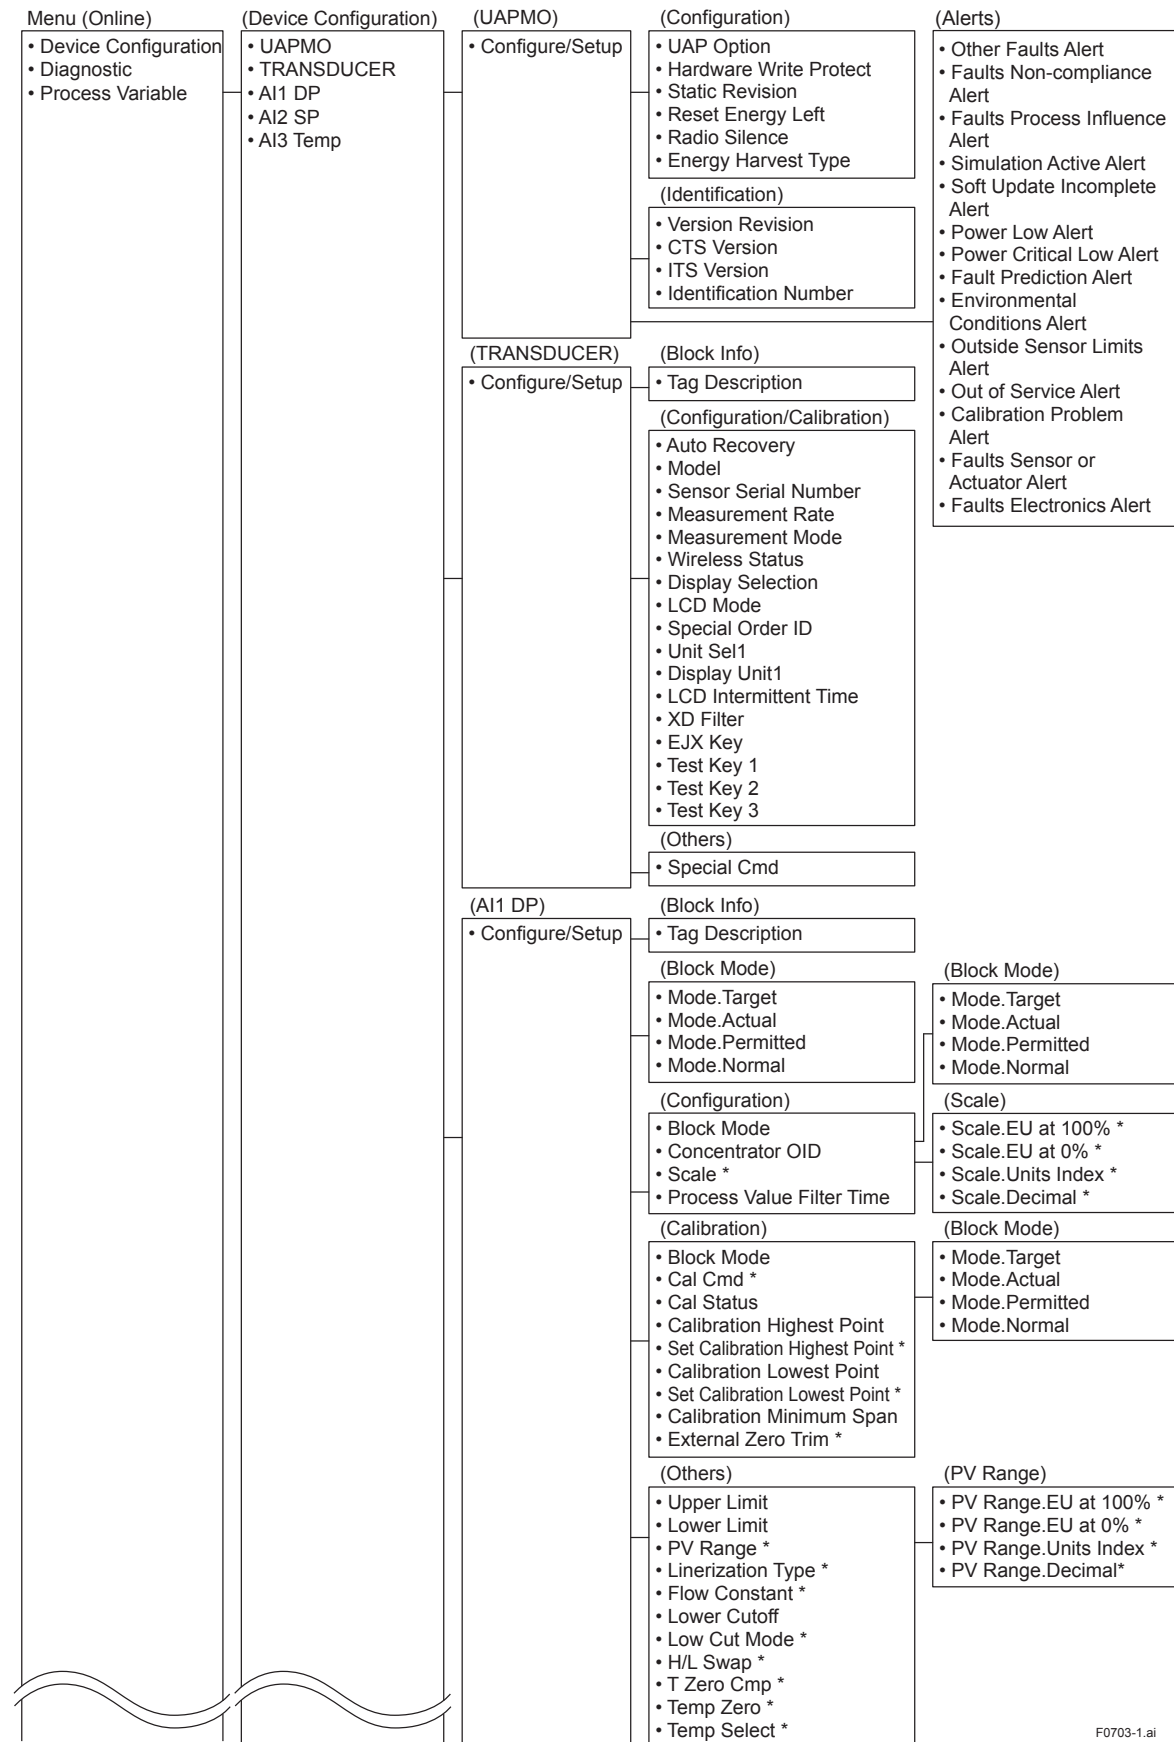 Menu (Online)
• Device Configuration
• Diagnostic
• Process Variable
(Device Configuration)
• UAPMO
• TRANSDUCER
• AI1 DP
• AI2 SP
• AI3 Temp
(UAPMO)
• Configure/Setup
(Configuration)
• UAP Option
• Hardware Write Protect
• Static Revision
• Reset Energy Left
• Radio Silence
• Energy Harvest Type
(Identification)
• Version Revision
• CTS Version
• ITS Version
• Identification Number
(Alerts)
• Other Faults Alert
• Faults Non-compliance
Alert
• Faults Process Influence
Alert
• Simulation Active Alert
• Soft Update Incomplete
Alert
• Power Low Alert
• Power Critical Low Alert
• Fault Prediction Alert
• Environmental
Conditions Alert
• Outside Sensor Limits
Alert
• Out of Service Alert
• Calibration Problem
Alert
• Faults Sensor or
Actuator Alert
• Faults Electronics Alert
(TRANSDUCER)
• Configure/Setup
(Block Info)
• Tag Description
(Configuration/Calibration)
• Auto Recovery
• Model
• Sensor Serial Number
• Measurement Rate
• Measurement Mode
• Wireless Status
• Display Selection
• LCD Mode
• Special Order ID
• Unit Sel1
• Display Unit1
• LCD Intermittent Time
• XD Filter
• EJX Key
• Test Key 1
• Test Key 2
• Test Key 3
(Others)
• Special Cmd
(AI1 DP)
• Configure/Setup
(Block Info)
• Tag Description
(Block Mode)
• Mode.Target
• Mode.Actual
• Mode.Permitted
• Mode.Normal
(Configuration)
• Block Mode
• Concentrator OID
• Scale *
• Process Value Filter Time
(Block Mode)
• Mode.Target
• Mode.Actual
• Mode.Permitted
• Mode.Normal
(Scale)
• Scale.EU at 100% *
• Scale.EU at 0% *
• Scale.Units Index *
• Scale.Decimal *
(Calibration)
• Block Mode
• Cal Cmd *
• Cal Status
• Calibration Highest Point
• Set Calibration Highest Point *
• Calibration Lowest Point
• Set Calibration Lowest Point *
• Calibration Minimum Span
• External Zero Trim *
(Block Mode)
• Mode.Target
• Mode.Actual
• Mode.Permitted
• Mode.Normal
(Others)
• Upper Limit
• Lower Limit
• PV Range *
• Linerization Type *
• Flow Constant *
• Lower Cutoff
• Low Cut Mode *
• H/L Swap *
• T Zero Cmp *
• Temp Zero *
• Temp Select *
(PV Range)
• PV Range.EU at 100% *
• PV Range.EU at 0% *
• PV Range.Units Index *
• PV Range.Decimal*
F0703-1.ai